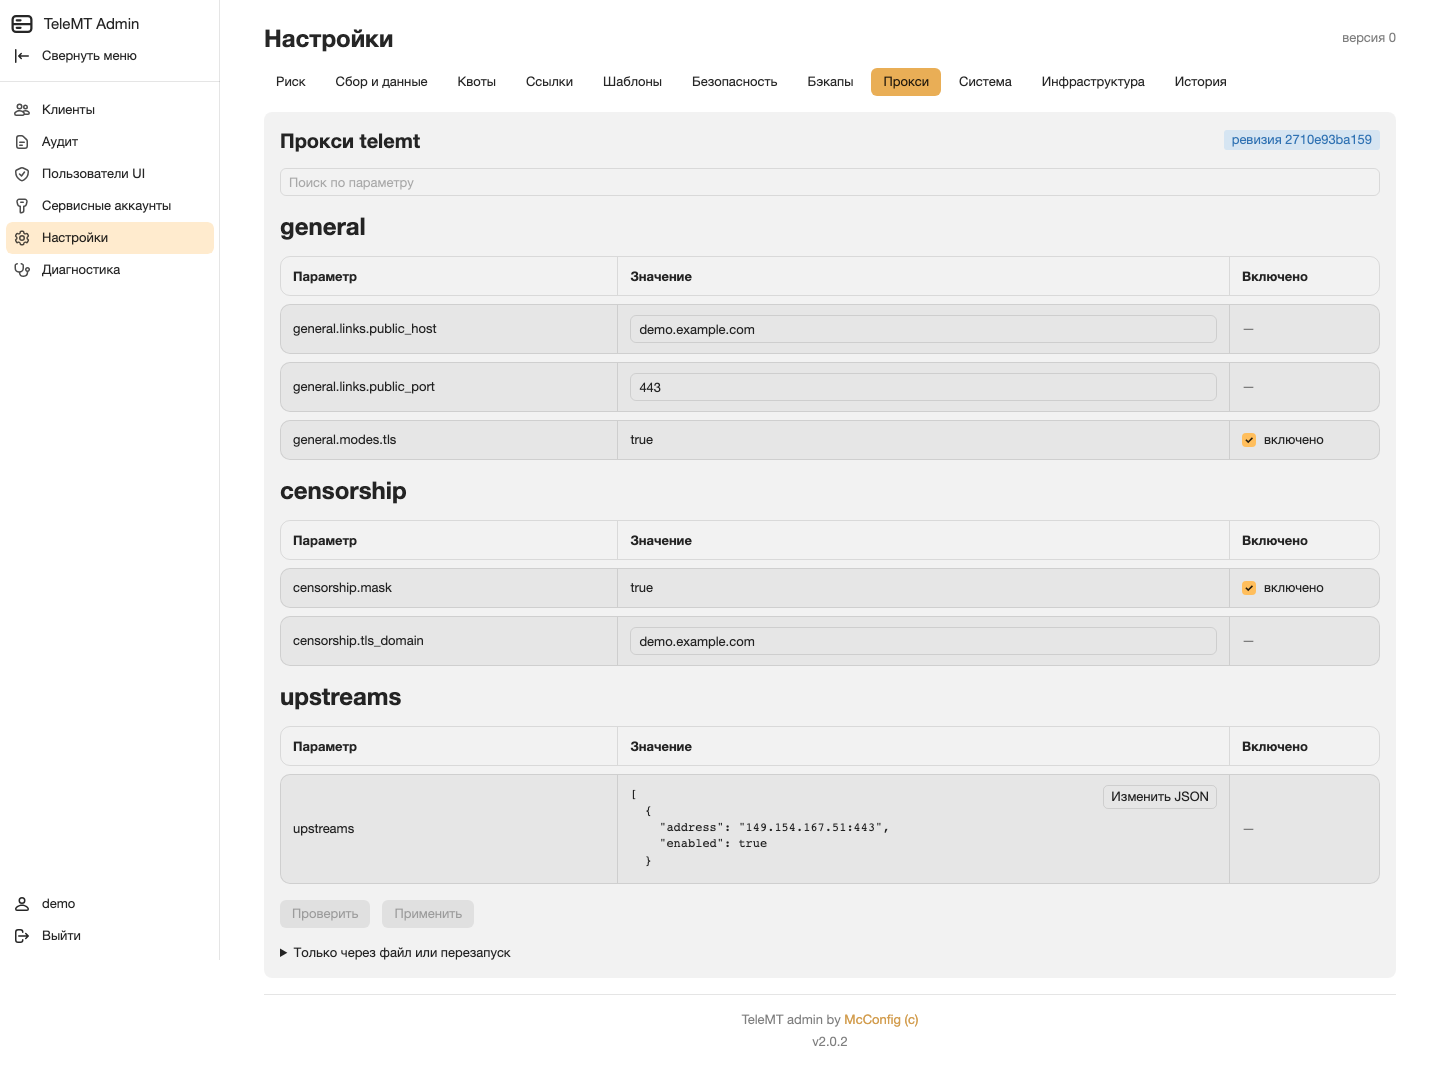 TeleMT Admin
Свернуть меню
Клиенты
Аудит
Пользователи UI
Сервисные аккаунты
Настройки
Диагностика
demo
Выйти
Настройки
версия 0
Риск Сбор и данные Квоты Ссылки Шаблоны Безопасность Бэкапы Прокси Система Инфраструктура История
Прокси telemt
ревизия 2710e93ba159
Поиск по параметру
general
Параметр Значение Включено
general.links.public_host demo.example.com —
general.links.public_port 443 —
general.modes.tls true включено
censorship
Параметр Значение Включено
censorship.mask true включено
censorship.tls_domain demo.example.com —
upstreams
Параметр Значение Включено
upstreams
[
{
"address": "149.154.167.51:443",
"enabled": true
}
Изменить JSON
—
Проверить Применить
Только через файл или перезапуск
TeleMT admin by McConfig (c)
v2.0.2